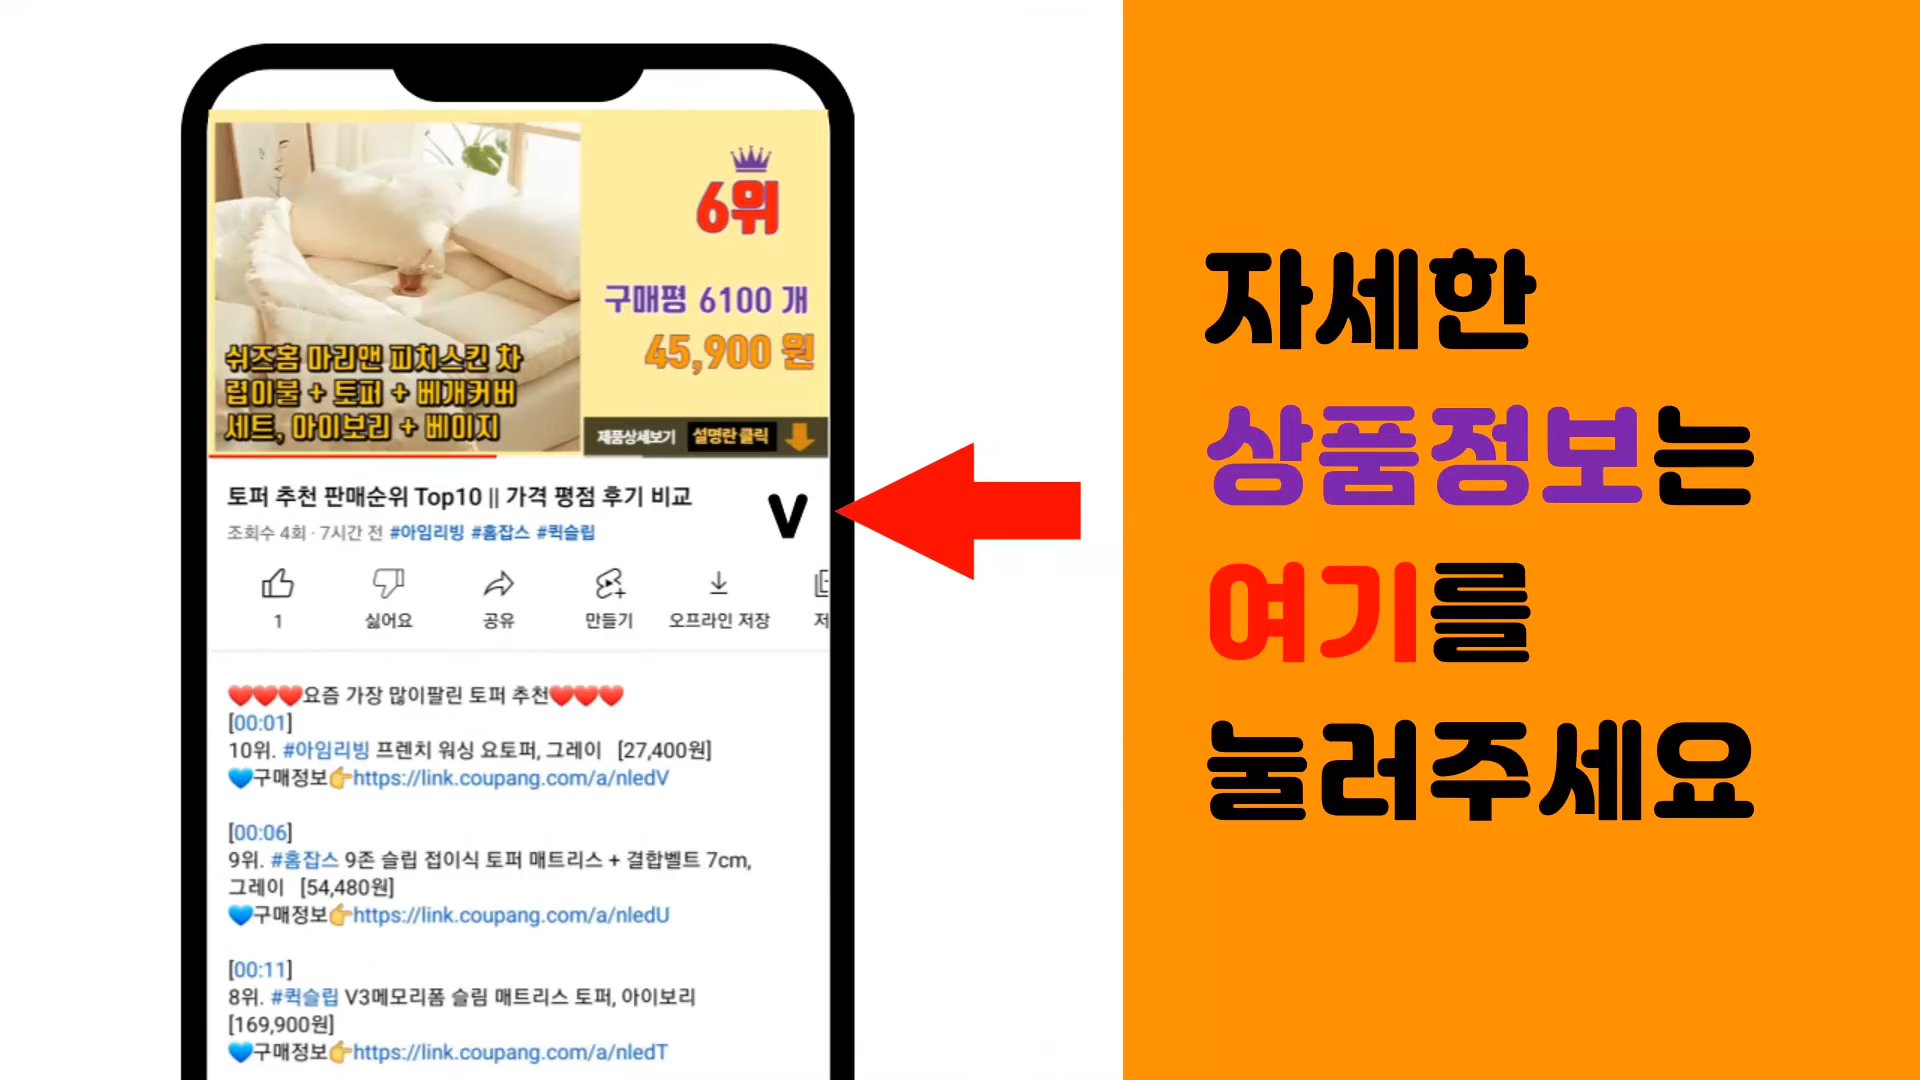 6위
구매평 6100 개
45,900 원
쉬즈홈 마리앤 피치스킨 차
렵이불 + 토퍼 + 베개커버
세트, 아이보리 + 베이지
제품상세보기 설명란 클릭
토퍼 추천 판매순위 Top10 || 가격 평점 후기 비교
V
조회수 4회 · 7시간 전 #아임리빙 #홈잡스 #퀵슬립
1 싫어요 공유 만들기 오프라인 저장 저
❤️❤️❤️요즘 가장 많이팔린 토퍼 추천❤️❤️❤️
[00:01]
10위. #아임리빙 프렌치 워싱 요토퍼, 그레이 [27,400원]
💙구매정보👉https://link.coupang.com/a/nledV
[00:06]
9위. #홈잡스 9존 슬립 접이식 토퍼 매트리스 + 결합벨트 7cm,
그레이 [54,480원]
💙구매정보👉https://link.coupang.com/a/nledU
[00:11]
8위. #퀵슬립 V3메모리폼 슬림 매트리스 토퍼, 아이보리
[169,900원]
💙구매정보👉https://link.coupang.com/a/nledT
자세한
상품정보는
여기를
눌러주세요